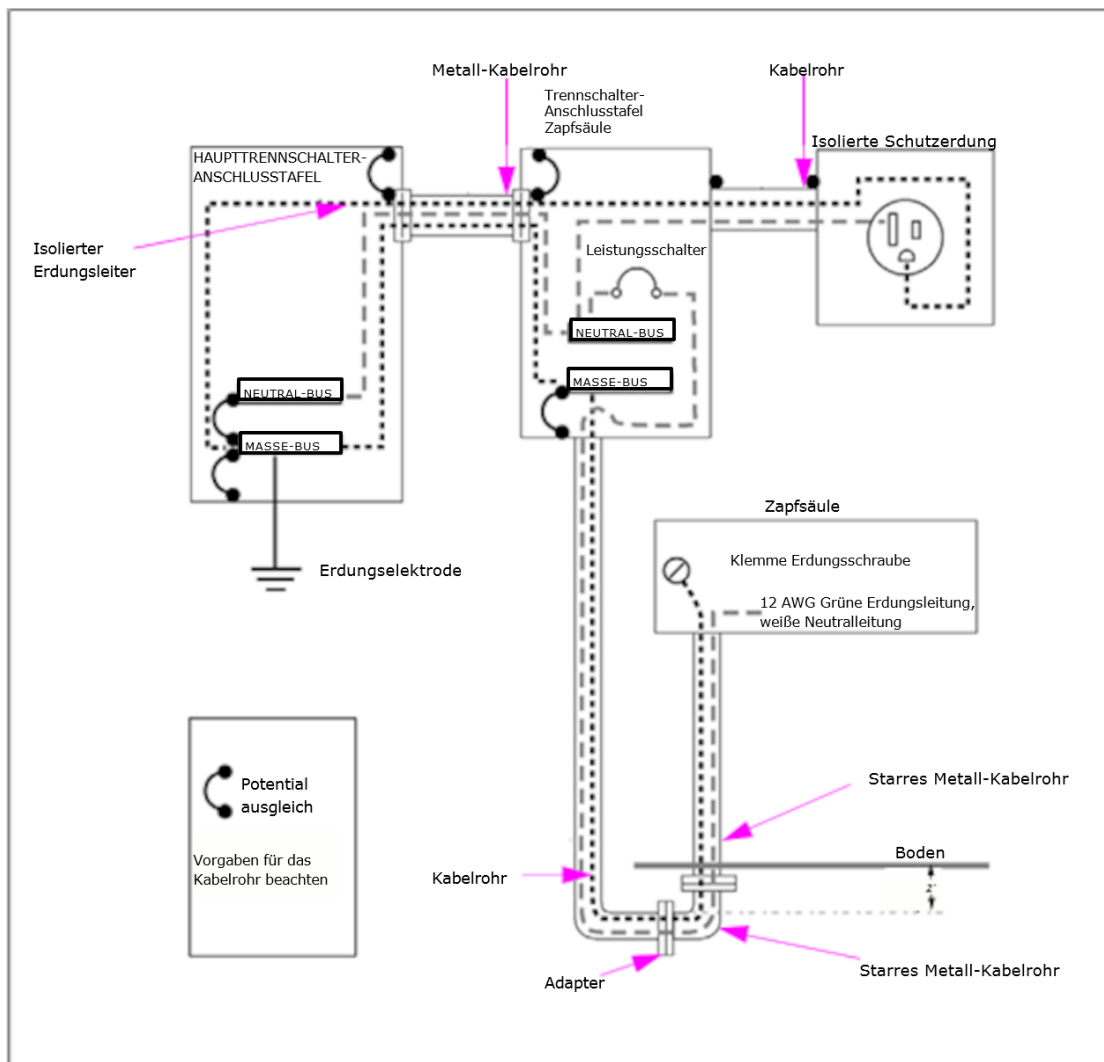 Metall-Kabelrohr
Kabelrohr
Trennschalter-
Anschlusstafel
Zapfsäule
Isolierte Schutzerdung
HAUPTTRENNSCHALTER-
ANSCHLUSSTAFEL
Isolierter
Erdungsleiter
Leistungsschalter
NEUTRAL-BUS
MASSE-BUS
NEUTRAL-BUS
MASSE-BUS
Erdungselektrode
Zapfsäule
Klemme Erdungsschraube
12 AWG Grüne Erdungsleitung,
weiße Neutralleitung
Potential
ausgleich
Vorgaben für das
Kabelrohr beachten
Starres Metall-Kabelrohr
Boden
Kabelrohr
Starres Metall-Kabelrohr
Adapter